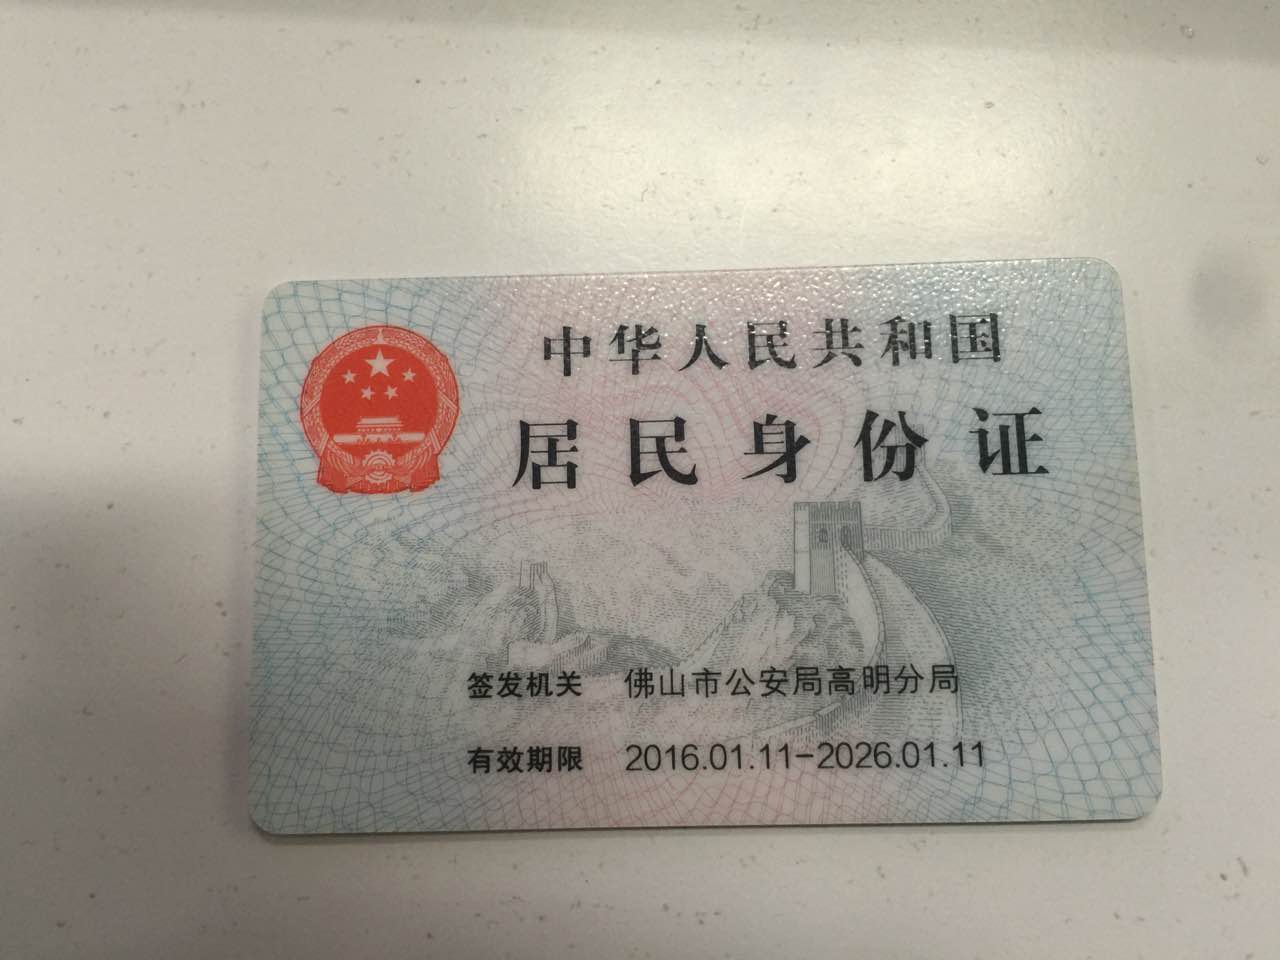 中华人民共和国
居民身份证
签发机关 佛山市公安局高明分局
有效期限 2016.01.11-2026.01.11